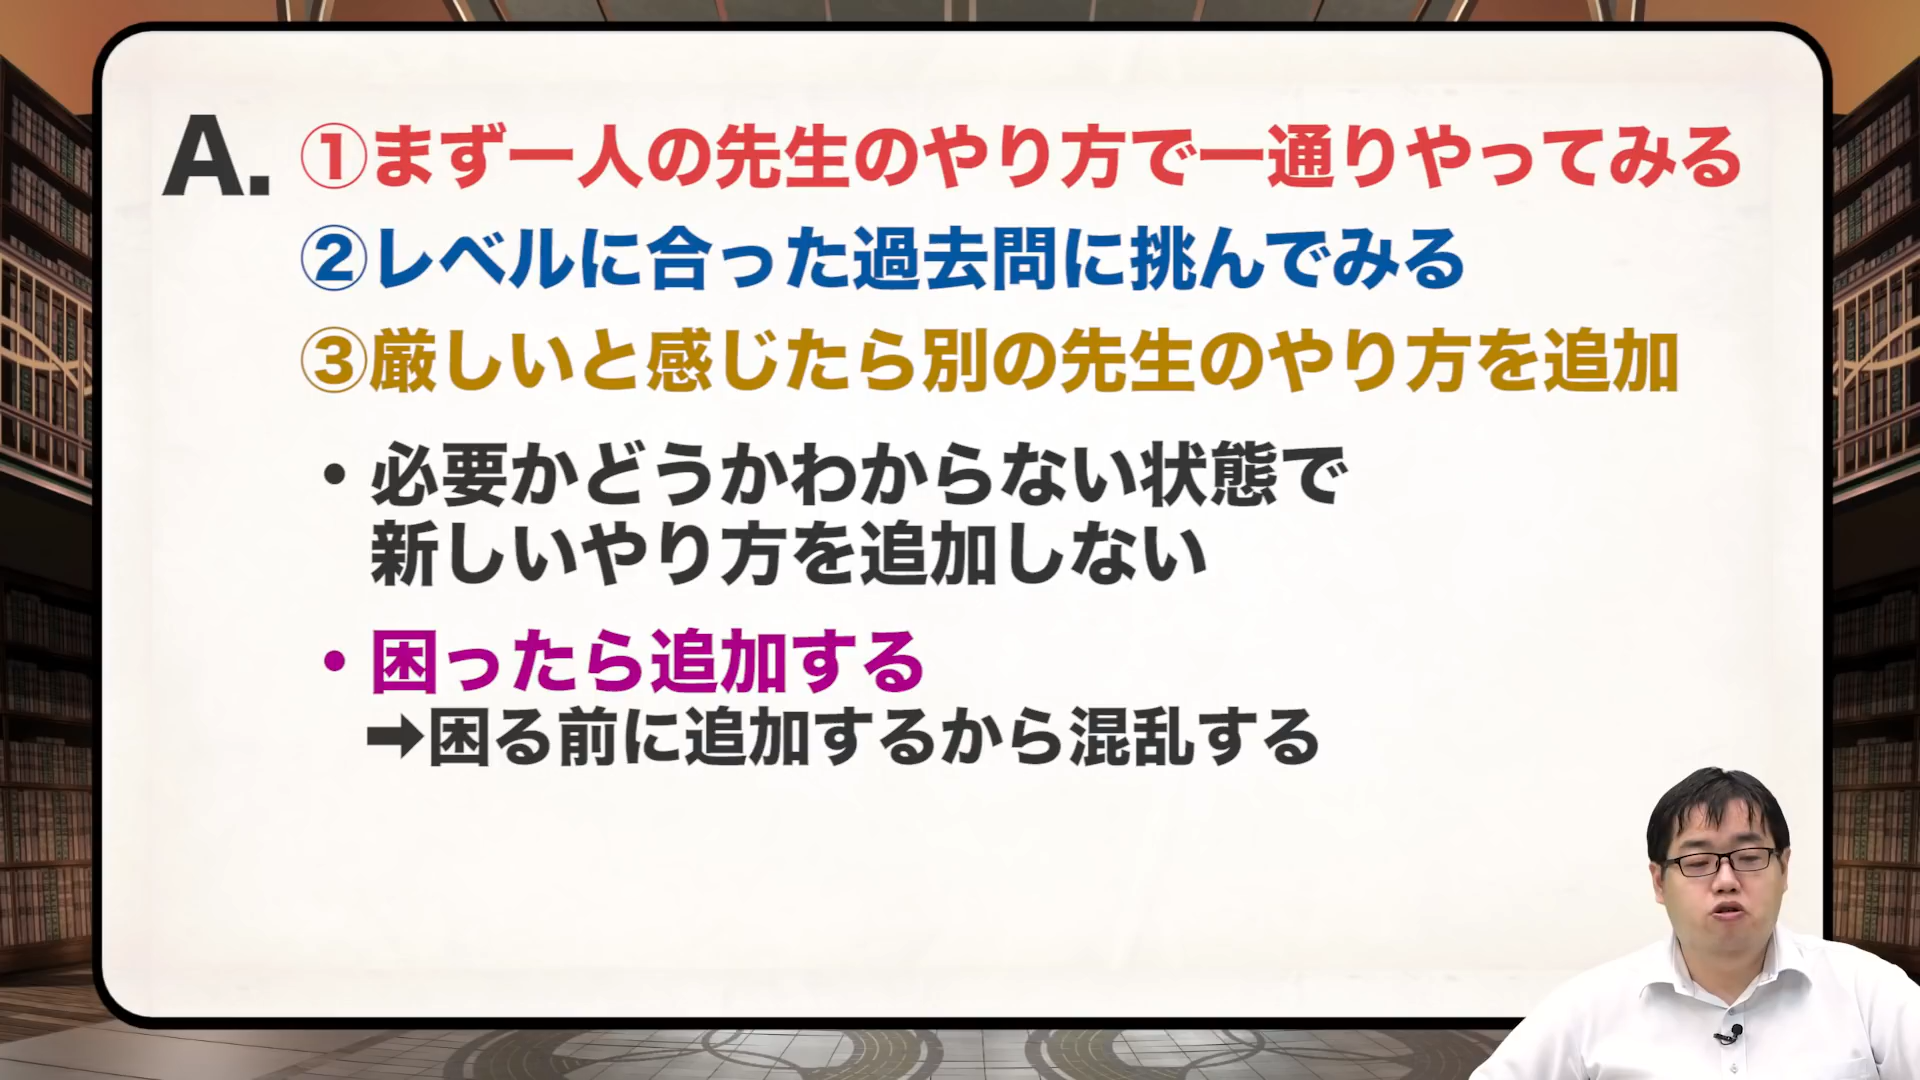 A. ①まず一人の先生のやり方で一通りやってみる
②レベルに合った過去問に挑んでみる
③厳しいと感じたら別の先生のやり方を追加
・必要かどうかわからない状態で
新しいやり方を追加しない
・困ったら追加する
➡困る前に追加するから混乱する